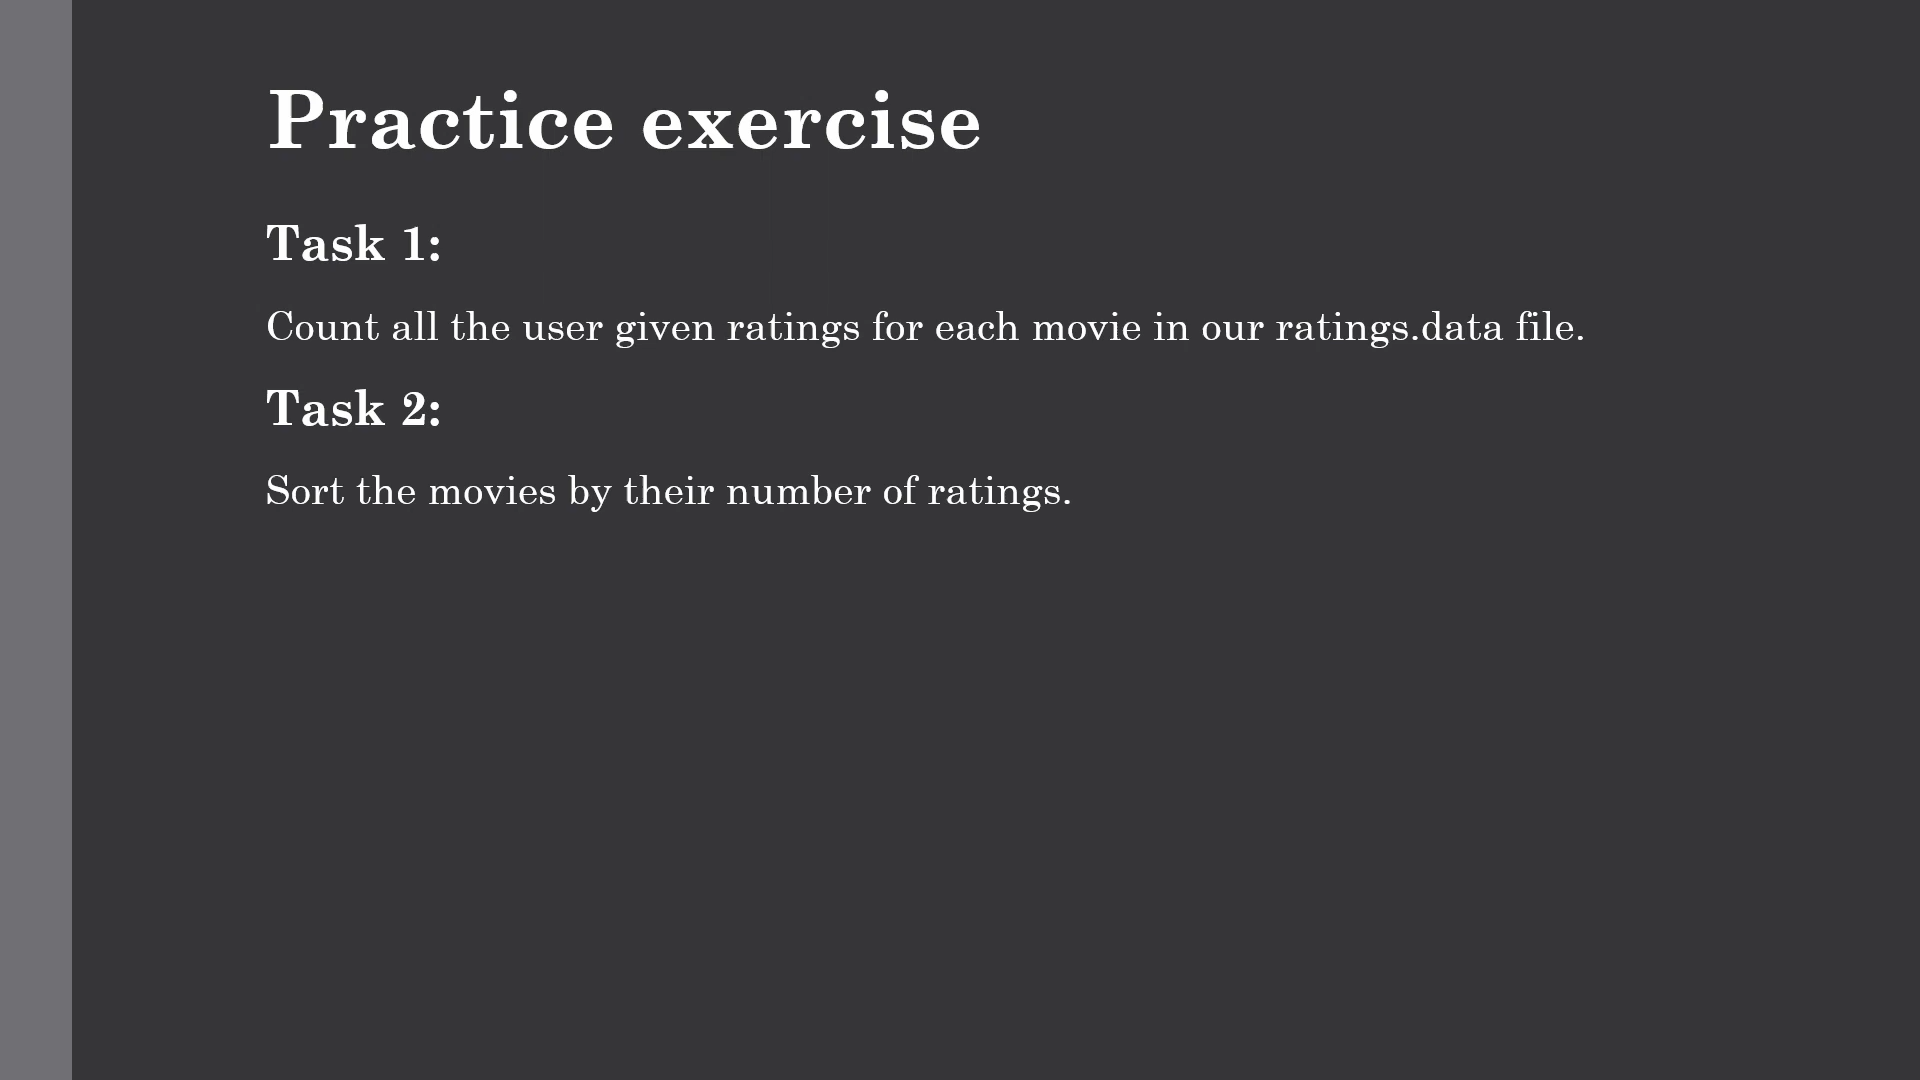 Practice exercise
Task 1:
Count all the user given ratings for each movie in our ratings.data file.
Task 2:
Sort the movies by their number of ratings.